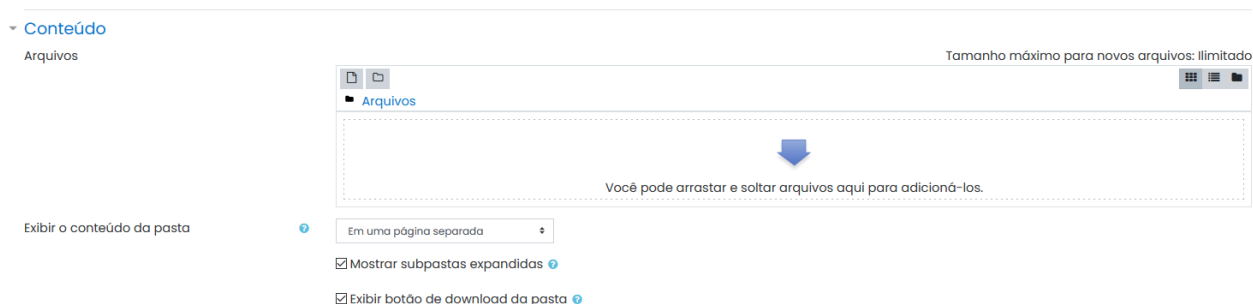 Conteúdo
Arquivos
Tamanho máximo para novos arquivos: Ilimitado
Arquivos
Você pode arrastar e soltar arquivos aqui para adicioná-los.
Exibir o conteúdo da pasta
Em uma página separada
Mostrar subpastas expandidas
Exibir botão de download da pasta